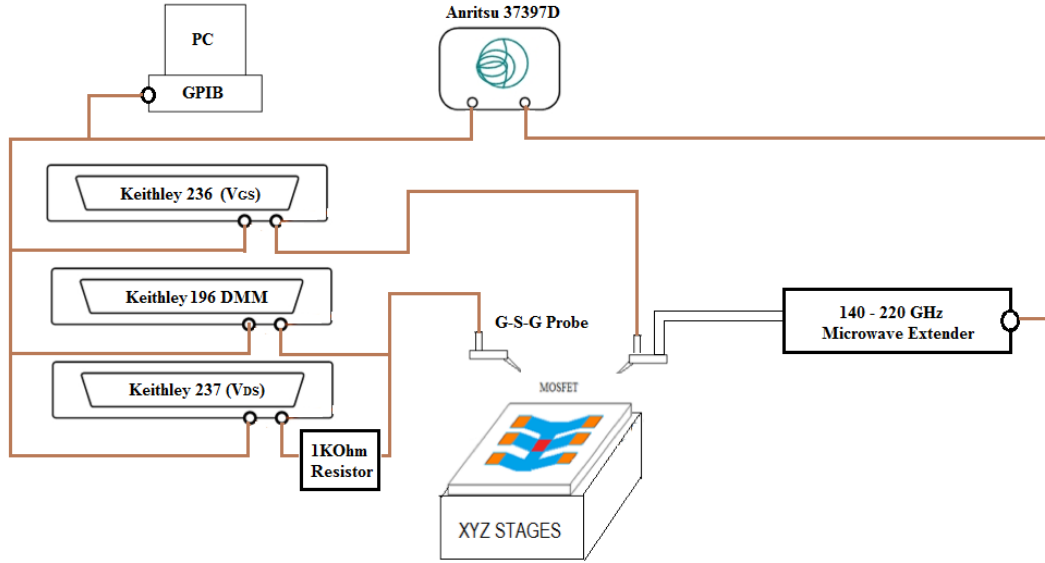 Anritsu 37397D
PC
GPIB
Keithley 236 (VGS)
Keithley 196 DMM
G-S-G Probe
140 - 220 GHz
Microwave Extender
Keithley 237 (VDS)
MOSFET
1KOhm
Resistor
XYZ STAGES